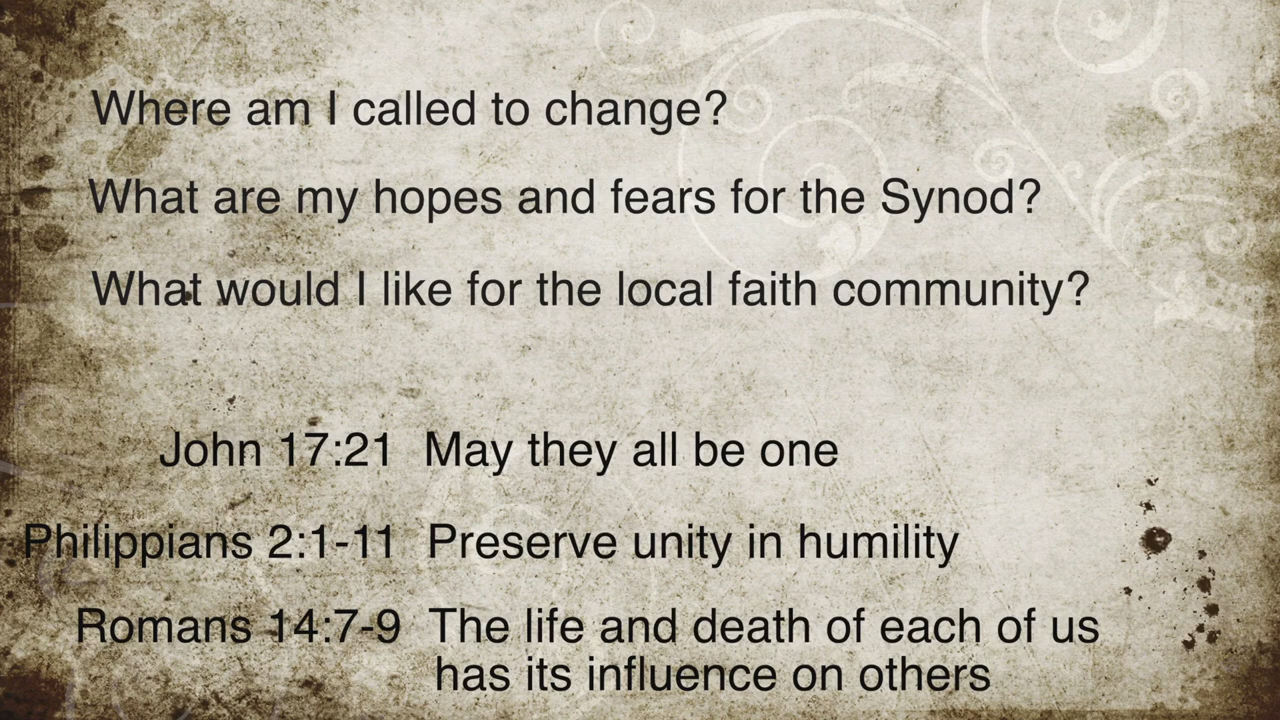 Where am I called to change?
What are my hopes and fears for the Synod?
What would I like for the local faith community?
John 17:21 May they all be one
Philippians 2:1-11 Preserve unity in humility
Romans 14:7-9 The life and death of each of us
has its influence on others